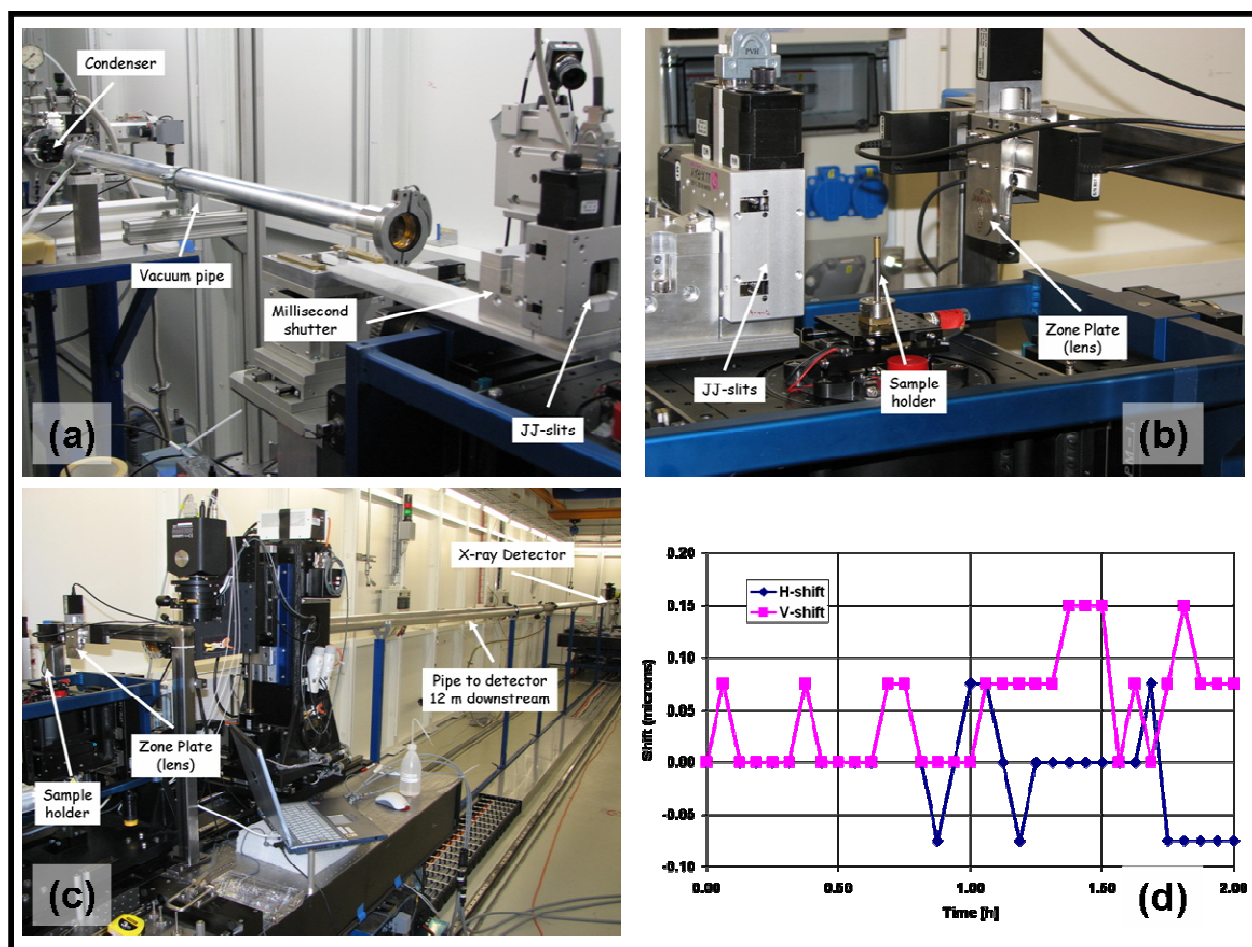 Condenser
Vacuum pipe
Millisecond
shutter
JJ-slits
(a)
JJ-slits
Sample
holder
Zone Plate
(lens)
(b)
X-ray Detector
Pipe to detector
12 m downstream
Zone Plate
(lens)
Sample
holder
(c)
H-shift
V-shift
0.20
0.15
0.10
0.05
0.00
-0.05
-0.10
Shift [microns]
0.00
0.50
1.00
1.50
2.00
Time [h]
(d)